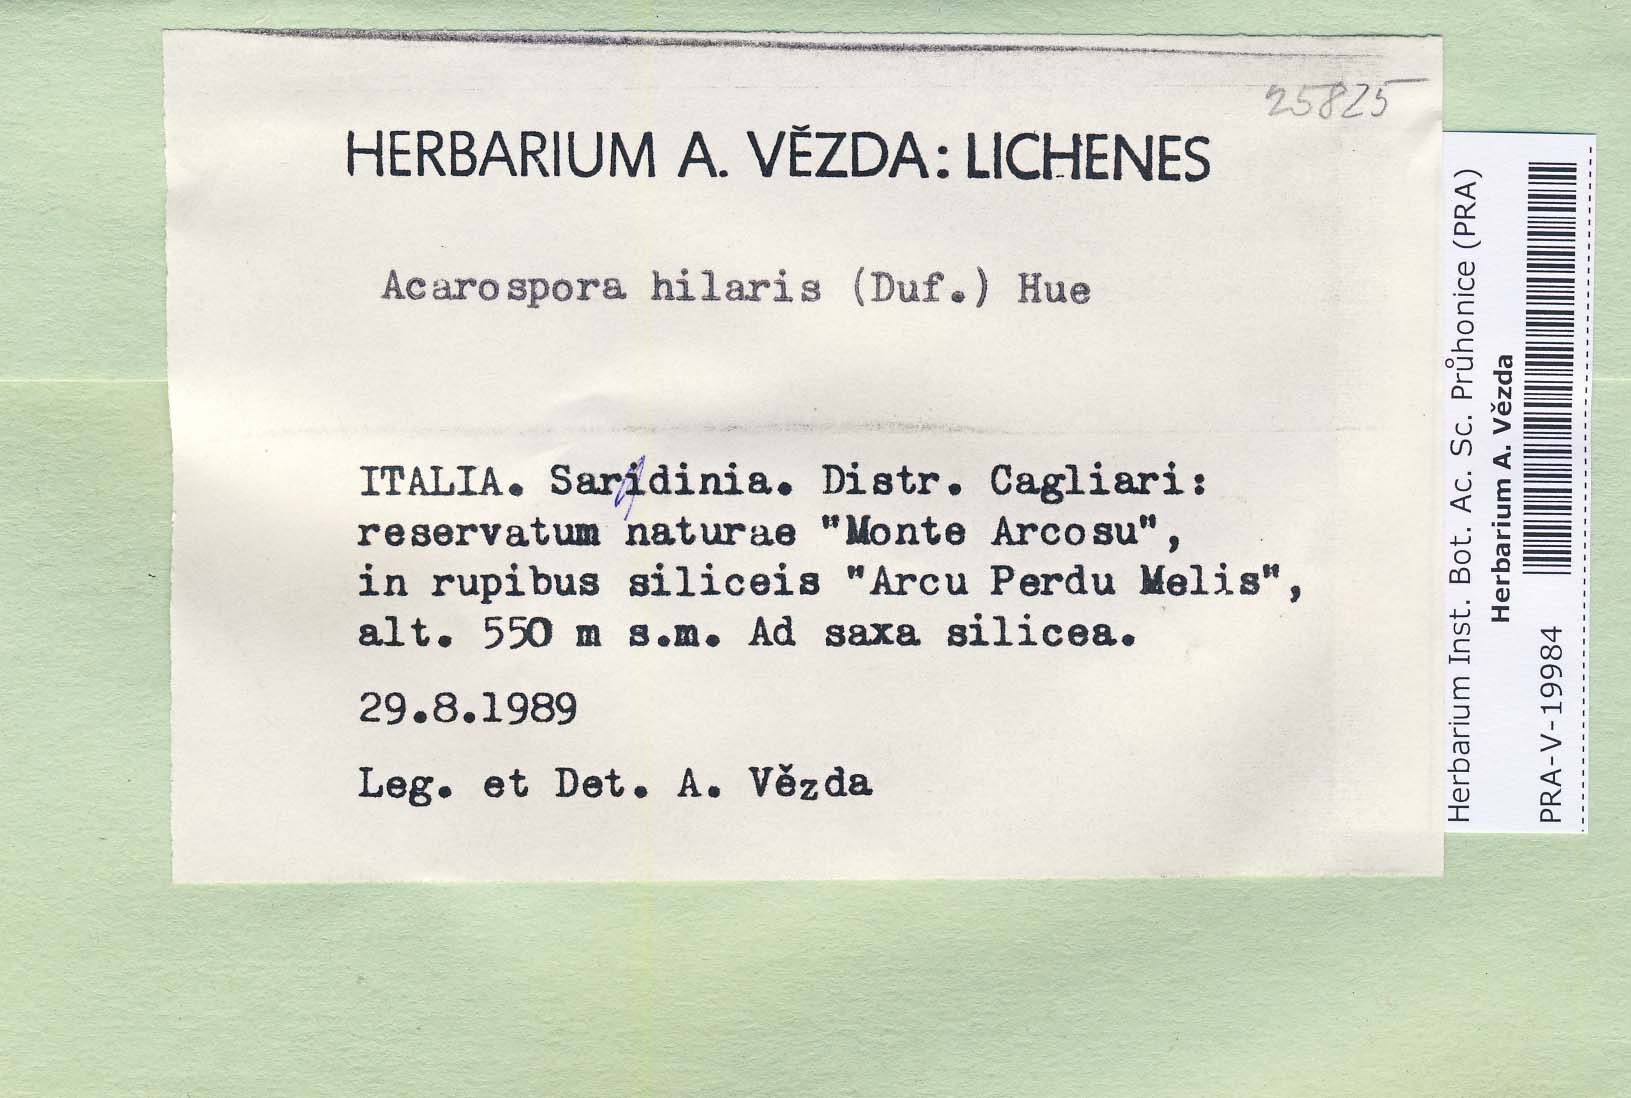 25825
HERBARIUM A. VĚZDA: LICHENES
Acarospora hilaris (Duf.) Hue
ITALIA. Saridinia. Distr. Cagliari:
reservatum naturae "Monte Arcosu",
in rupibus siliceis "Arcu Perdu Melis",
alt. 550 m s.m. Ad saxa silicea.
29.8.1989
Leg. et Det. A. Vězda
Herbarium Inst. Bot. Ac. Sc. Průhonice (PRA)
Herbarium A. Vězda
PRA-V-19984